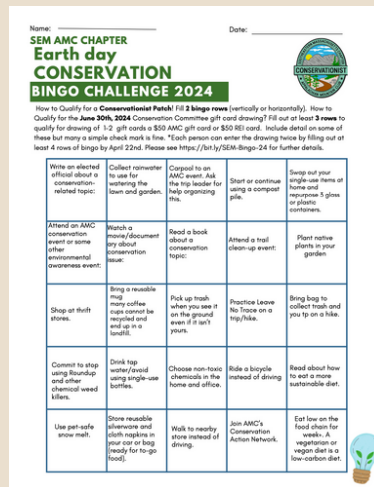 Name:
Date:
SEM AMC CHAPTER
Earth day
CONSERVATION
BINGO CHALLENGE 2024
CONSERVATIONIST
How to Qualify for a Conservationist Patch! Fill 2 bingo rows (vertically or horizontally). How to
Qualify for the June 30th, 2024 Conservation Committee gift card drawing? Fill out at least 3 rows to
qualify for drawing of 1-2 gift cards a $50 AMC gift card or $50 REI card. Include detail on some of
these but many a simple check mark is fine. *Each person can enter the drawing twice by filling out at
least 4 rows of bingo by April 22nd. Please see https://bit.ly/SEM-Bingo-24 for further details.
Write an elected
official about a
conservation-
related topic:
Collect rainwater
to use for
watering the
lawn and garden.
Carpool to an
AMC event. Ask
the trip leader for
help organizing
this.
Start or continue
using a compost
pile.
Swap out your
single-use items at
home and
repurpose 5 glass
or plastic
containers.
Attend an AMC
conservation
event or some
other
environmental
awareness event:
Watch a
movie/document
ary about
conservation
issue:
Read a book
about a
conservation
topic:
Attend a trail
clean-up event:
Plant native
plants in your
garden
Shop at thrift
stores.
Bring a reusable
mug
many coffee
cups cannot be
recycled and
end up in a
landfill.
Pick up trash
when you see it
on the ground
even if it isn't
yours.
Practice Leave
No Trace on a
trip/hike.
Bring bag to
collect trash and
you tp on a hike.
Commit to stop
using Roundup
and other
chemical weed
killers.
Drink tap
water/avoid
using single-use
bottles.
Choose non-toxic
chemicals in the
home and office.
Ride a bicycle
instead of driving
Read about how
to eat a more
sustainable diet.
Use pet-safe
snow melt.
Store reusable
silverware and
cloth napkins in
your car or bag
(ready for to-go
food).
Walk to nearby
store instead of
driving.
Join AMC's
Conservation
Action Network.
Eat low on the
food chain for
week-. A
vegetarian or
vegan diet is a
low-carbon diet.